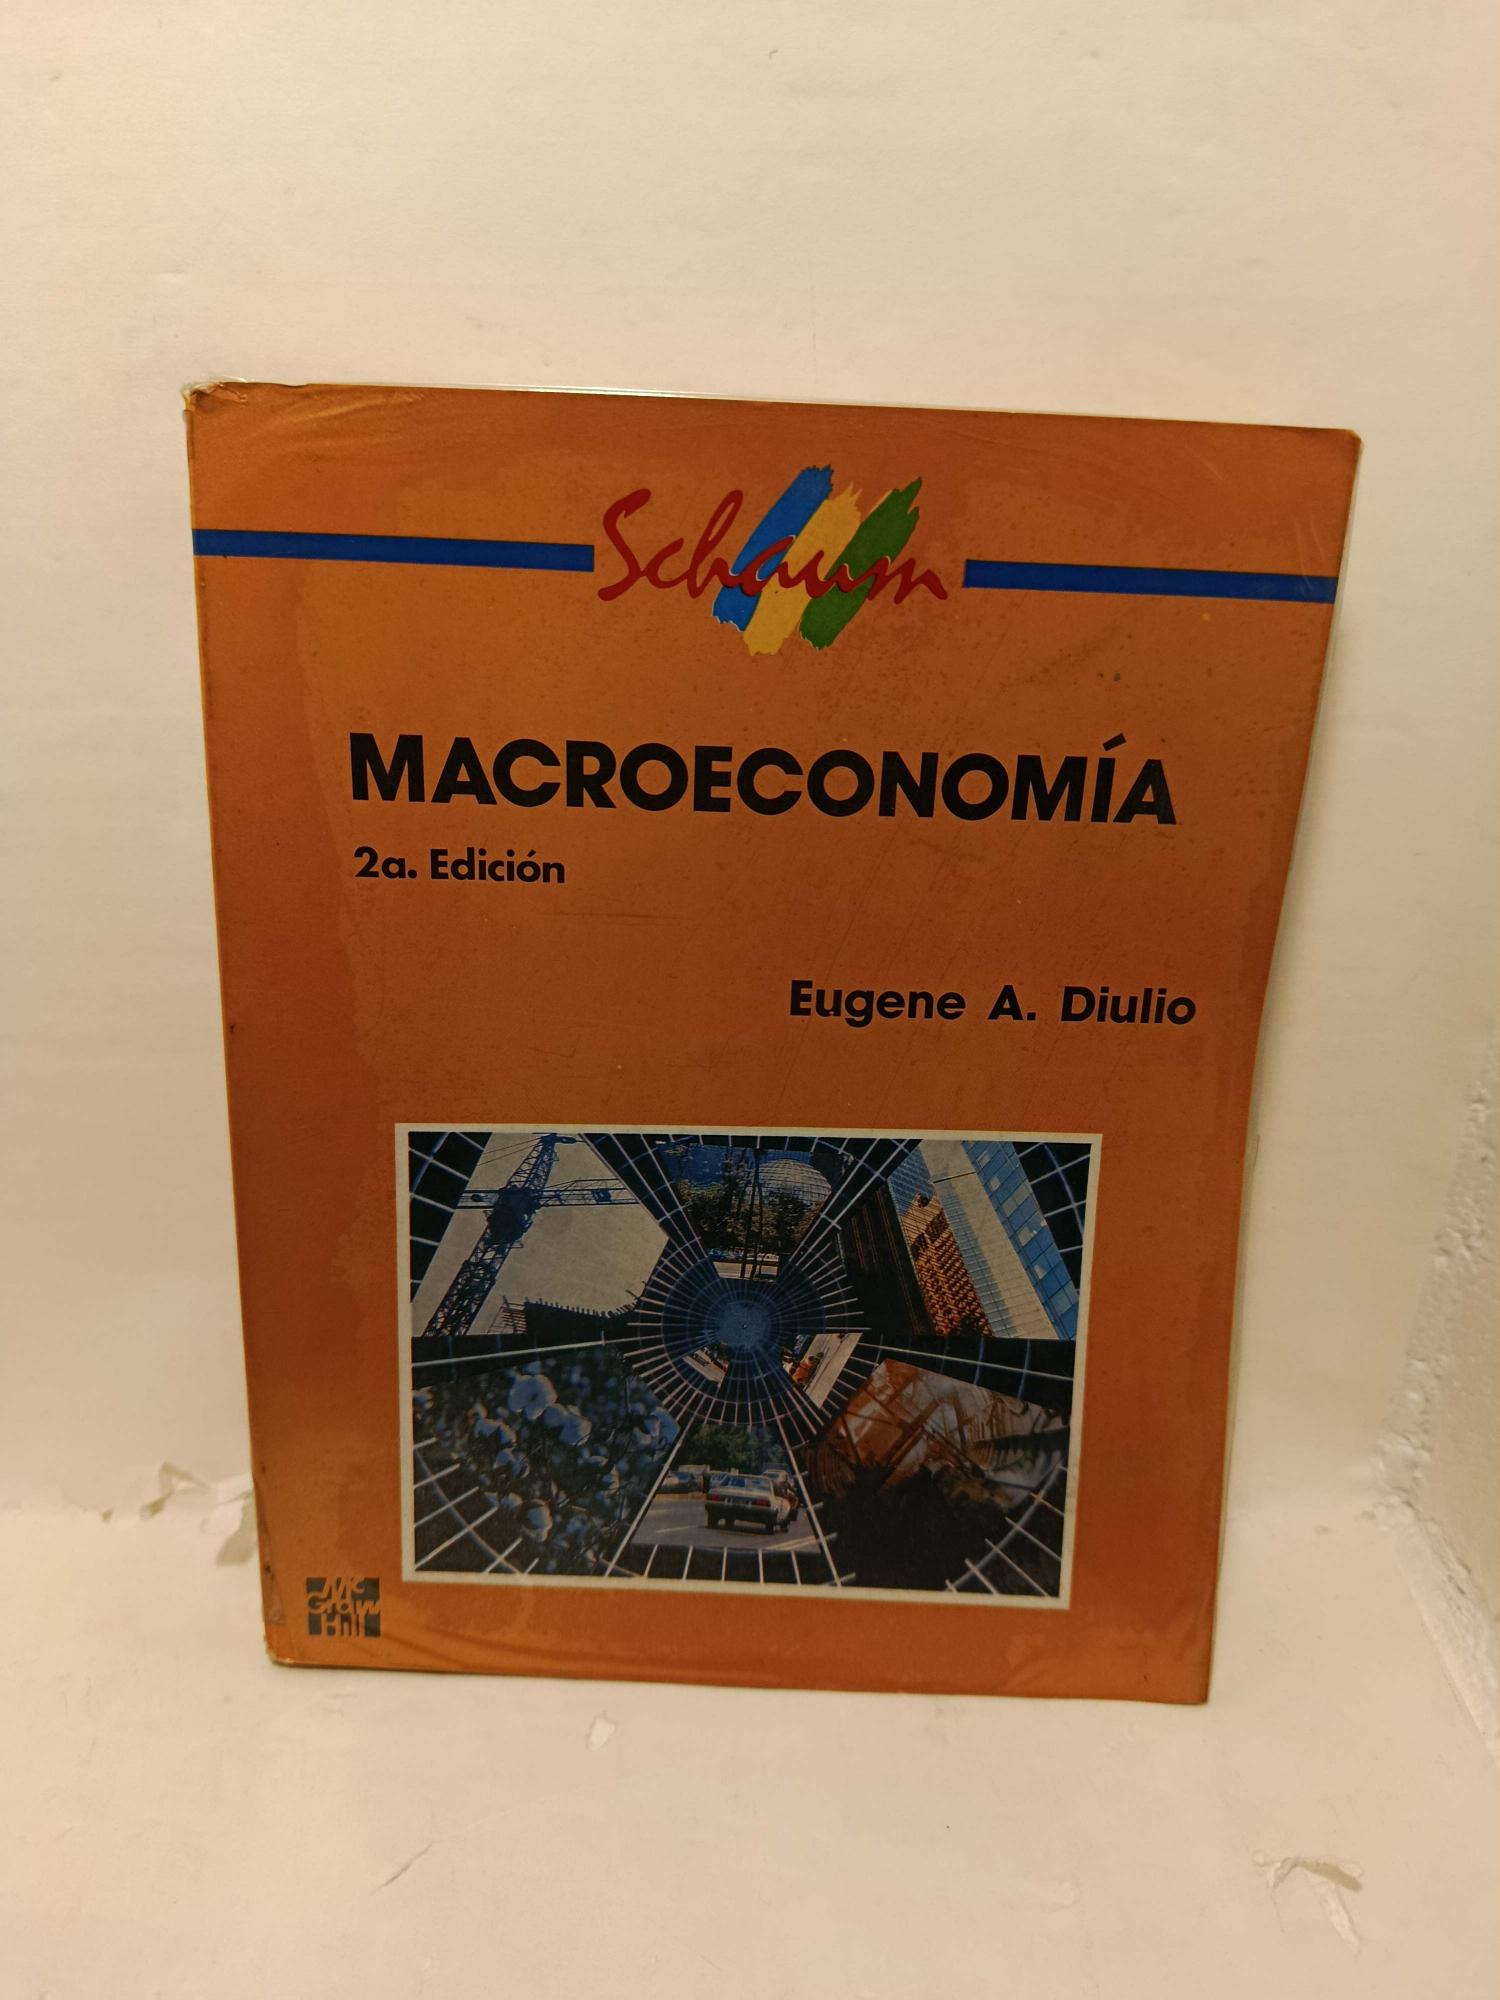 Schaum
MACROECONOMÍA
2a. Edición
Eugene A. Diulio
Mc
Graw
Hill